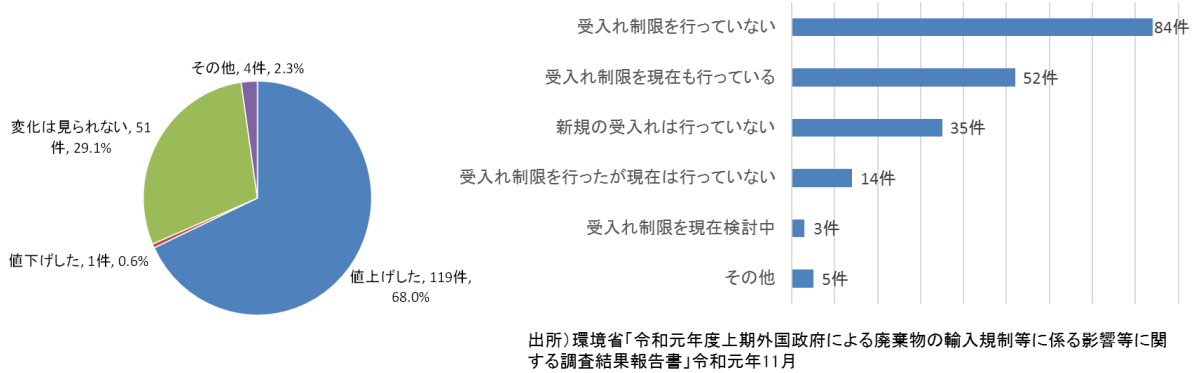 その他, 4件, 2.3%
変化は見られない, 51
件, 29.1%
値下げした, 1件, 0.6%
値上げした, 119件,
68.0%
受入れ制限を行っていない
84件
受入れ制限を現在も行っている
52件
新規の受入れは行っていない
35件
受入れ制限を行ったが現在は行っていない
14件
受入れ制限を現在検討中
3件
その他
5件
出所）環境省「令和元年度上期外国政府による廃棄物の輸入規制等に係る影響等に関
する調査結果報告書」令和元年11月